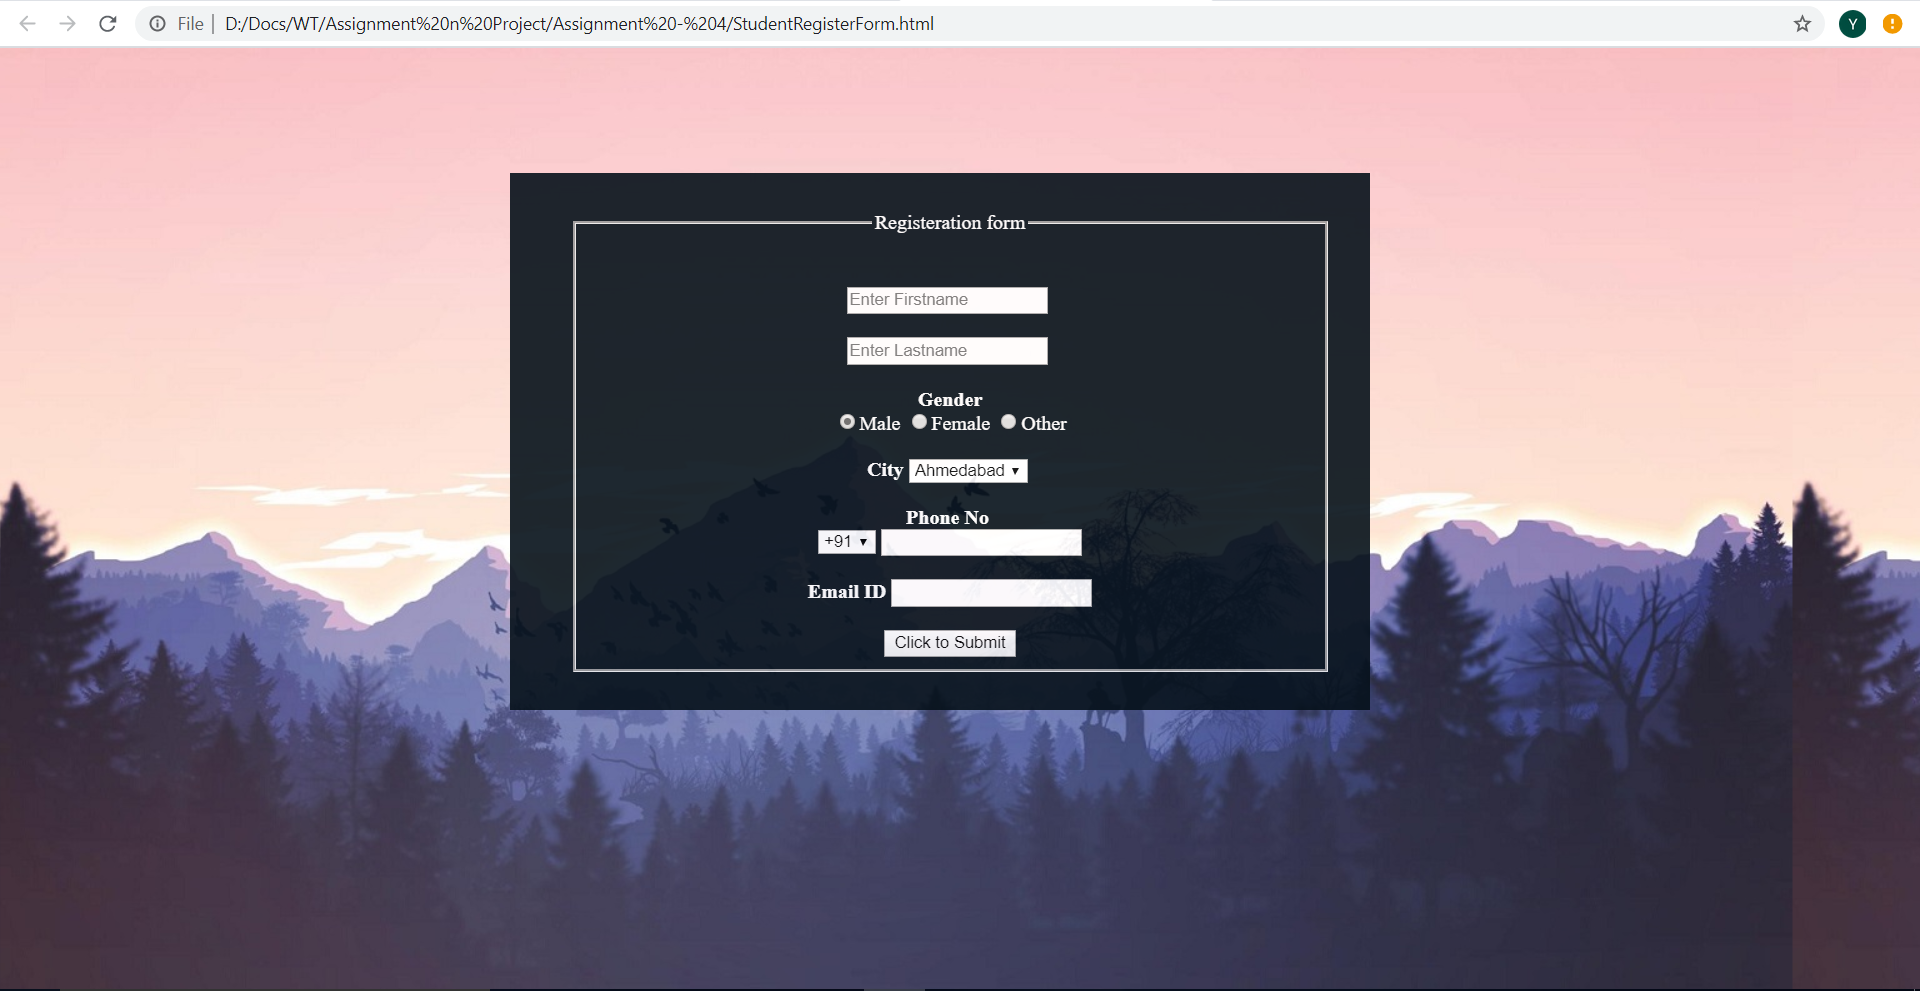 File | D:/Docs/WT/Assignment%20n%20Project/Assignment%20-%204/StudentRegisterForm.html
Y
Registeration form
Enter Firstname
Enter Lastname
Gender
Male Female Other
City Ahmedabad
Phone No
+91
Email ID
Click to Submit